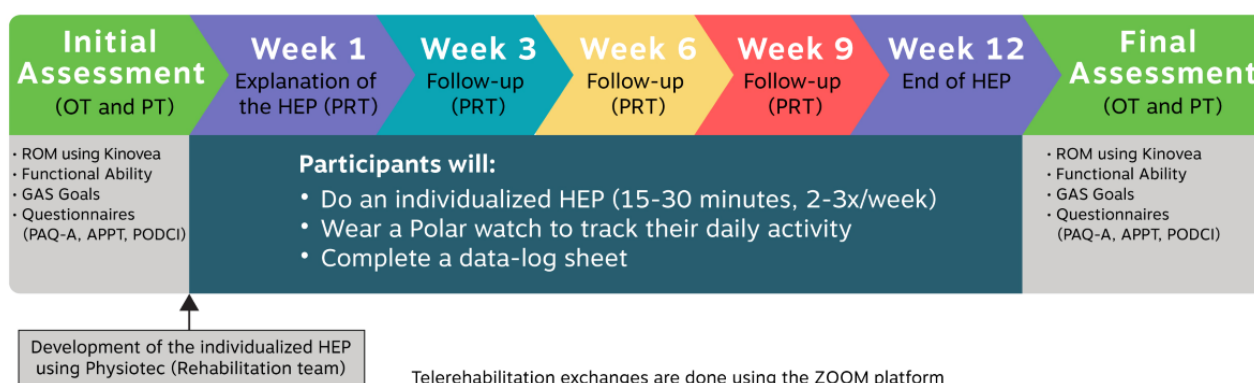 Initial
Assessment
(OT and PT)
Week 1
Explanation of
the HEP (PRT)
Week 3
Follow-up
(PRT)
Week 6
Follow-up
(PRT)
Week 9
Follow-up
(PRT)
Week 12
End of HEP
Final
Assessment
(OT and PT)
• ROM using Kinovea
• Functional Ability
• GAS Goals
• Questionnaires
(PAQ-A, APPT, PODCI)
Participants will:
• Do an individualized HEP (15-30 minutes, 2-3x/week)
• Wear a Polar watch to track their daily activity
• Complete a data-log sheet
• ROM using Kinovea
• Functional Ability
• GAS Goals
• Questionnaires
(PAQ-A, APPT, PODCI)
Development of the individualized HEP
using Physiotec (Rehabilitation team)
Telerehabilitation exchanges are done using the ZOOM platform